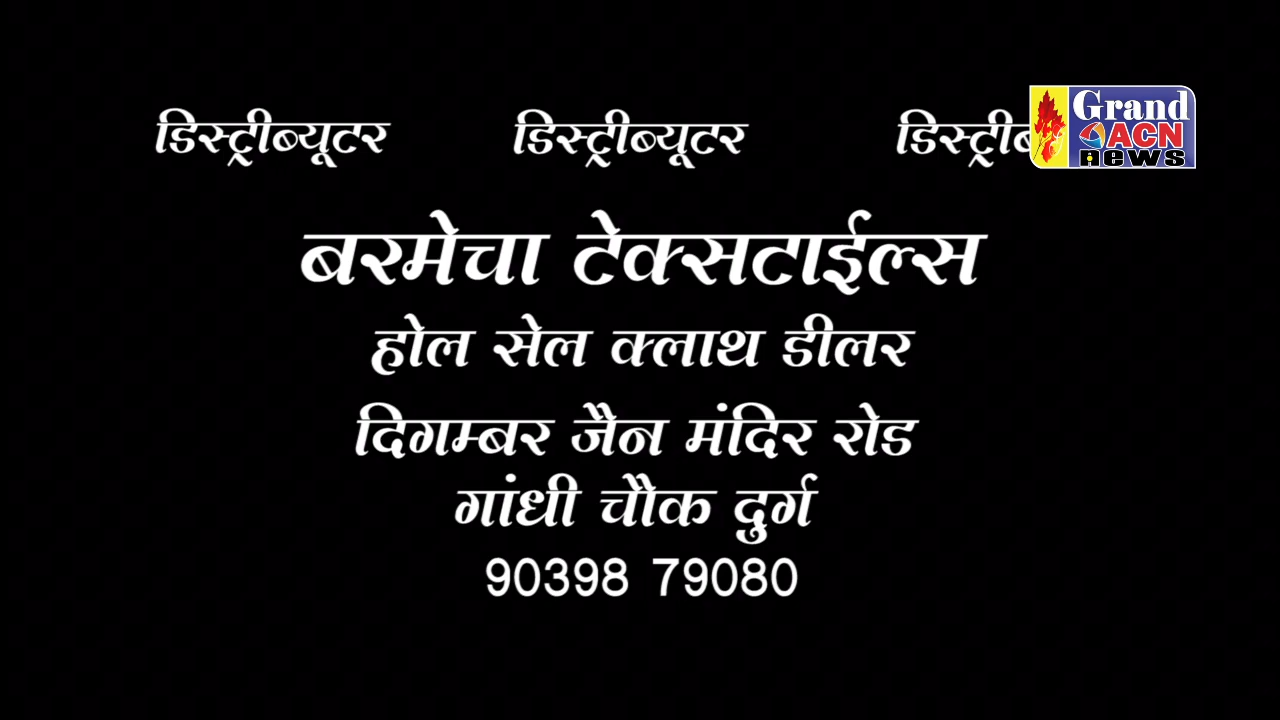 डिस्ट्रीब्यूटर डिस्ट्रीब्यूटर
Grand
ACN
news
बरमेचा टेक्सटाईल्स
होल सेल क्लाथ डीलर
दिगम्बर जैन मंदिर रोड
गांधी चौक दुर्ग
90398 79080